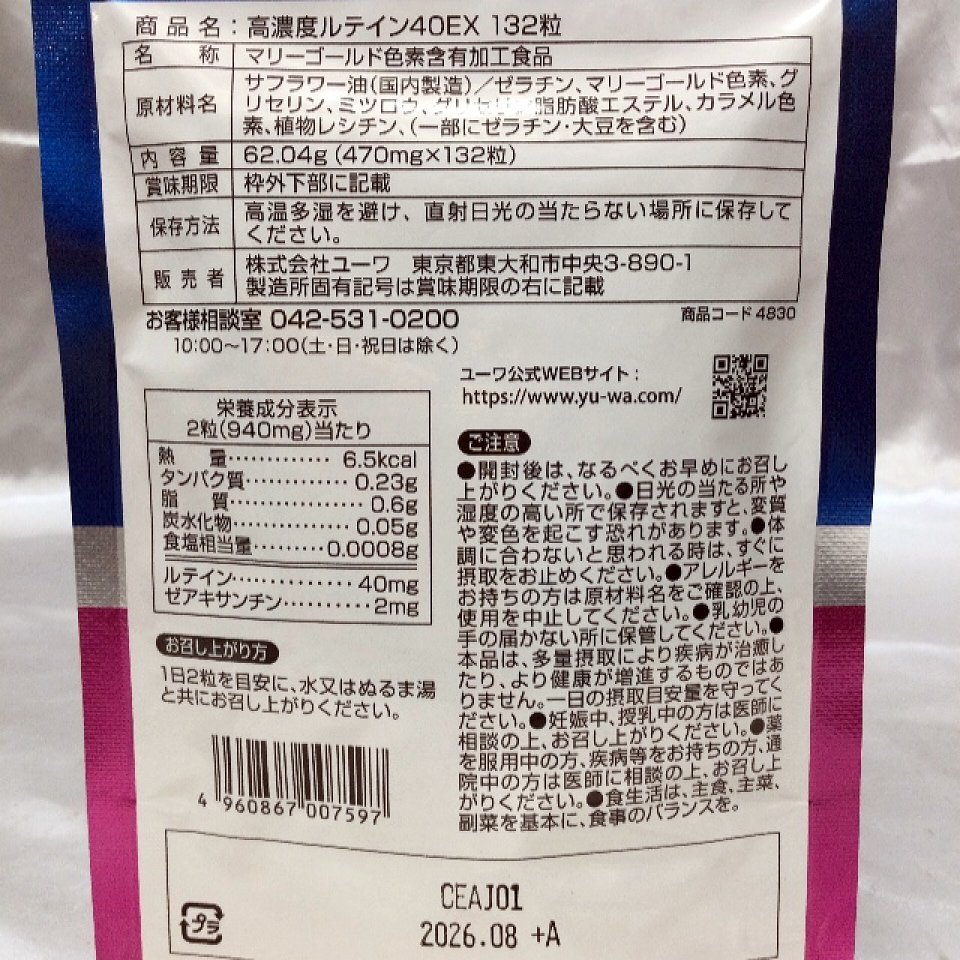 商品名：高濃度ルテイン40EX 132粒
名称 マリーゴールド色素含有加工食品
原材料名 サフラワー油（国内製造）／ゼラチン、マリーゴールド色素、グ
リセリン、ミツロウ、グリセリン脂肪酸エステル、カラメル色
素、植物レシチン、（一部にゼラチン・大豆を含む）
内容量 62.04g（470mg×132粒）
賞味期限 枠外下部に記載
保存方法 高温多湿を避け、直射日光の当たらない場所に保存して
ください。
販売者 株式会社ユーワ 東京都東大和市中央3-890-1
製造所固有記号は賞味期限の右に記載
お客様相談室 042-531-0200
10:00～17:00（土・日・祝日は除く）
商品コード 4830
ユーワ公式WEBサイト：
https://www.yu-wa.com/
栄養成分表示
2粒（940mg）当たり
熱量･････････････ 6.5kcal
タンパク質･･･････････ 0.23g
脂質････････････････ 0.6g
炭水化物････････････ 0.05g
食塩相当量･････････ 0.0008g
ルテイン･････････････ 40mg
ゼアキサンチン･･････････ 2mg
お召し上がり方
1日2粒を目安に、水又はぬるま湯
と共にお召し上がりください。
4 960867 007597
ご注意
●開封後は、なるべくお早めにお召し
上がりください。●日光の当たる所や
湿度の高い所で保存されますと、変質
や変色を起こす恐れがあります。●体
調に合わないと思われる時は、すぐに
摂取をお止めください。●アレルギーを
お持ちの方は原材料名をご確認の上、
使用を中止してください。●乳幼児の
手の届かない所に保管してください。●
本品は、多量摂取により疾病が治癒し
たり、より健康が増進するものではあ
りません。一日の摂取目安量を守ってく
ださい。●妊娠中、授乳中の方は医師に
相談の上、お召し上がりください。●薬
を服用中の方、疾病等をお持ちの方、通
院中の方は医師に相談の上、お召し上
がりください。●食生活は、主食、主菜、
副菜を基本に、食事のバランスを。
プラ
CEAJ01
2026.08 +A